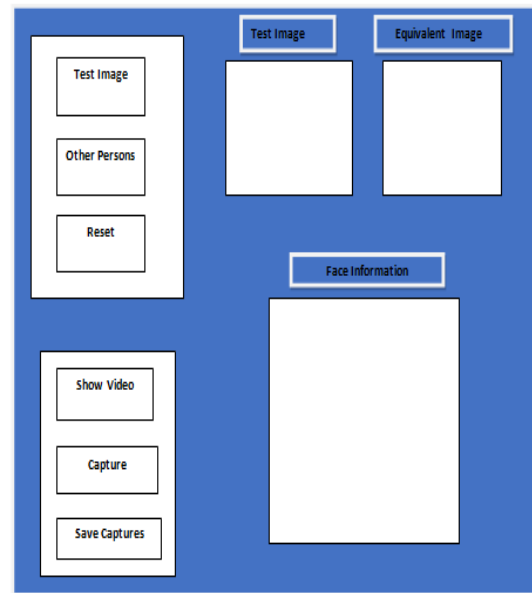 Test Image
Equivalent Image
Test Image
Other Persons
Reset
Face Information
Show Video
Capture
Save Captures